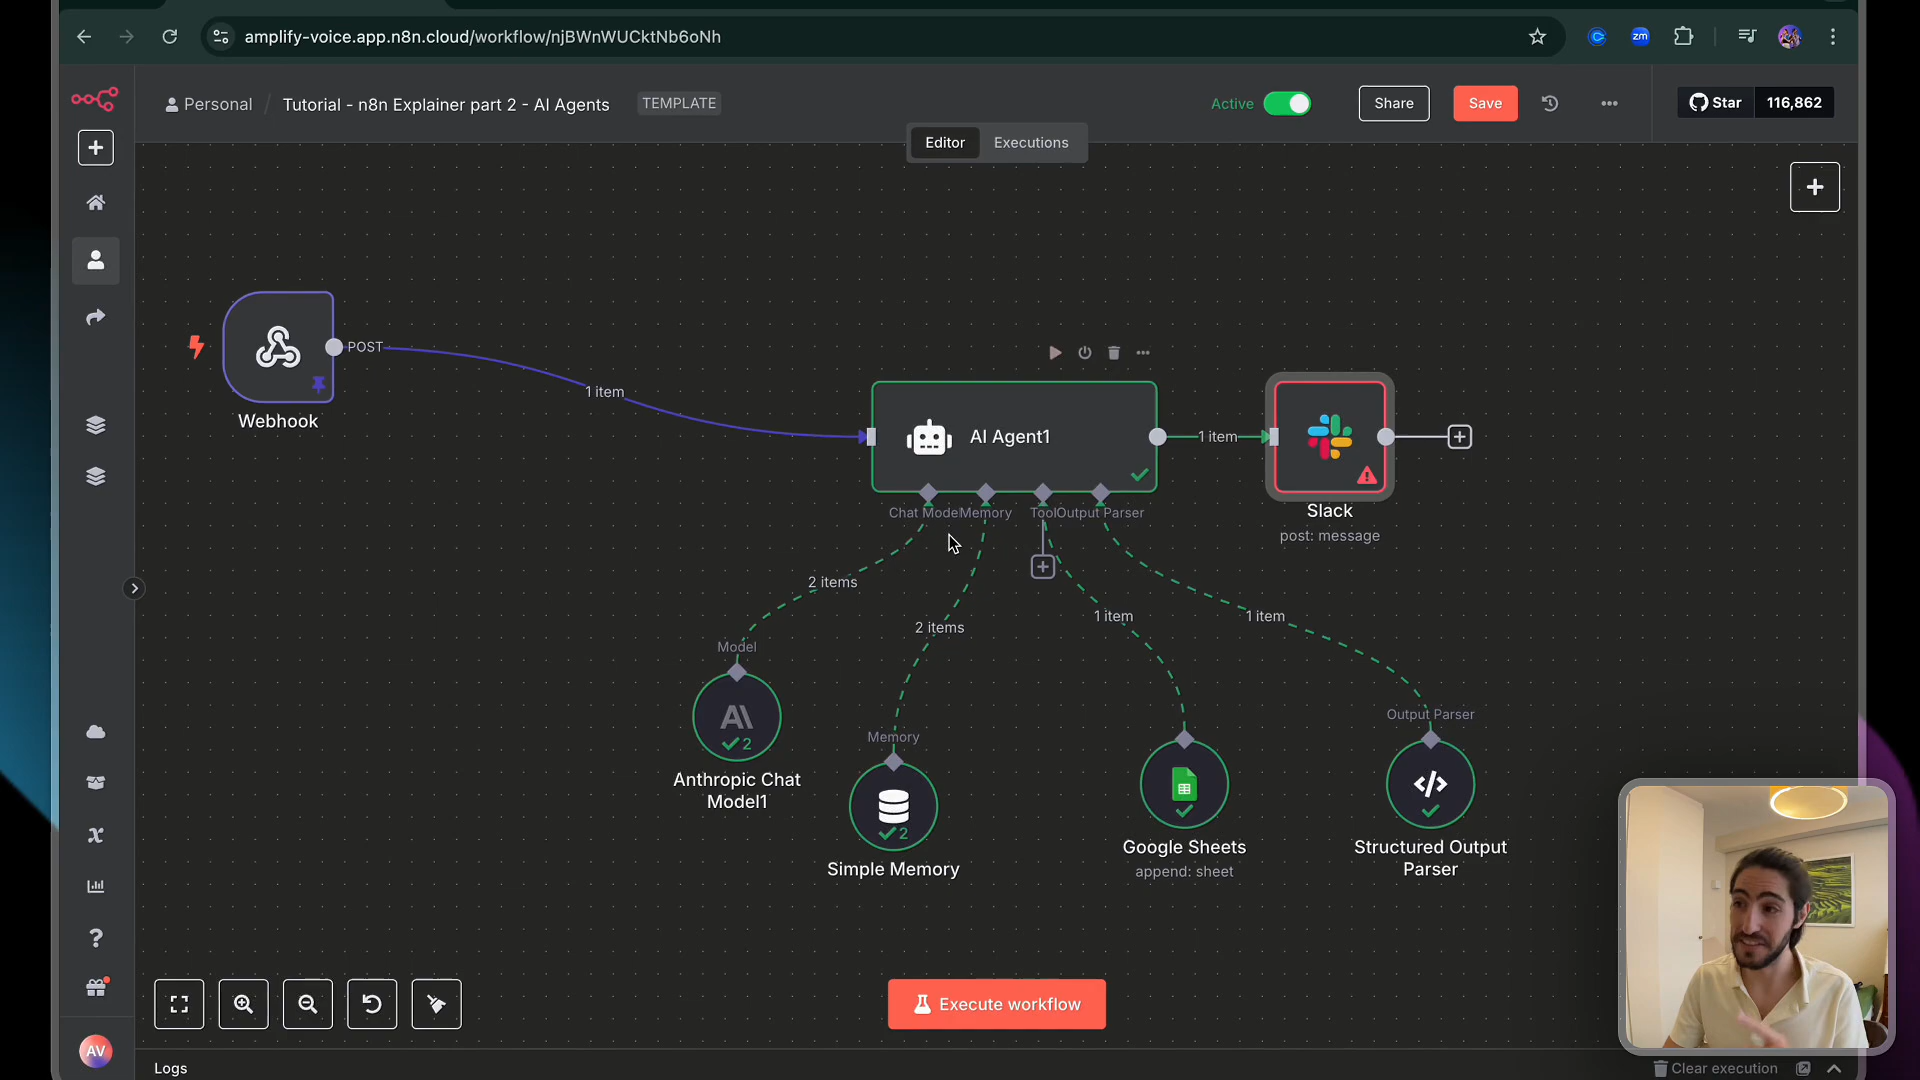 amplify-voice.app.n8n.cloud/workflow/njBWnWUCktNb6oNh
zm
Personal / Tutorial - n8n Explainer part 2 - AI Agents TEMPLATE
Active
Share
Save
Star 116,862
Editor Executions
POST
1 item
Webhook
AI Agent1
1 item
Chat Model
Memory
Tool
Output Parser
Slack
post: message
2 items
2 items
1 item
1 item
Model
Memory
Output Parser
2
Anthropic Chat
Model1
2
Simple Memory
Google Sheets
append: sheet
Structured Output
Parser
Execute workflow
AV
Logs
Clear execution